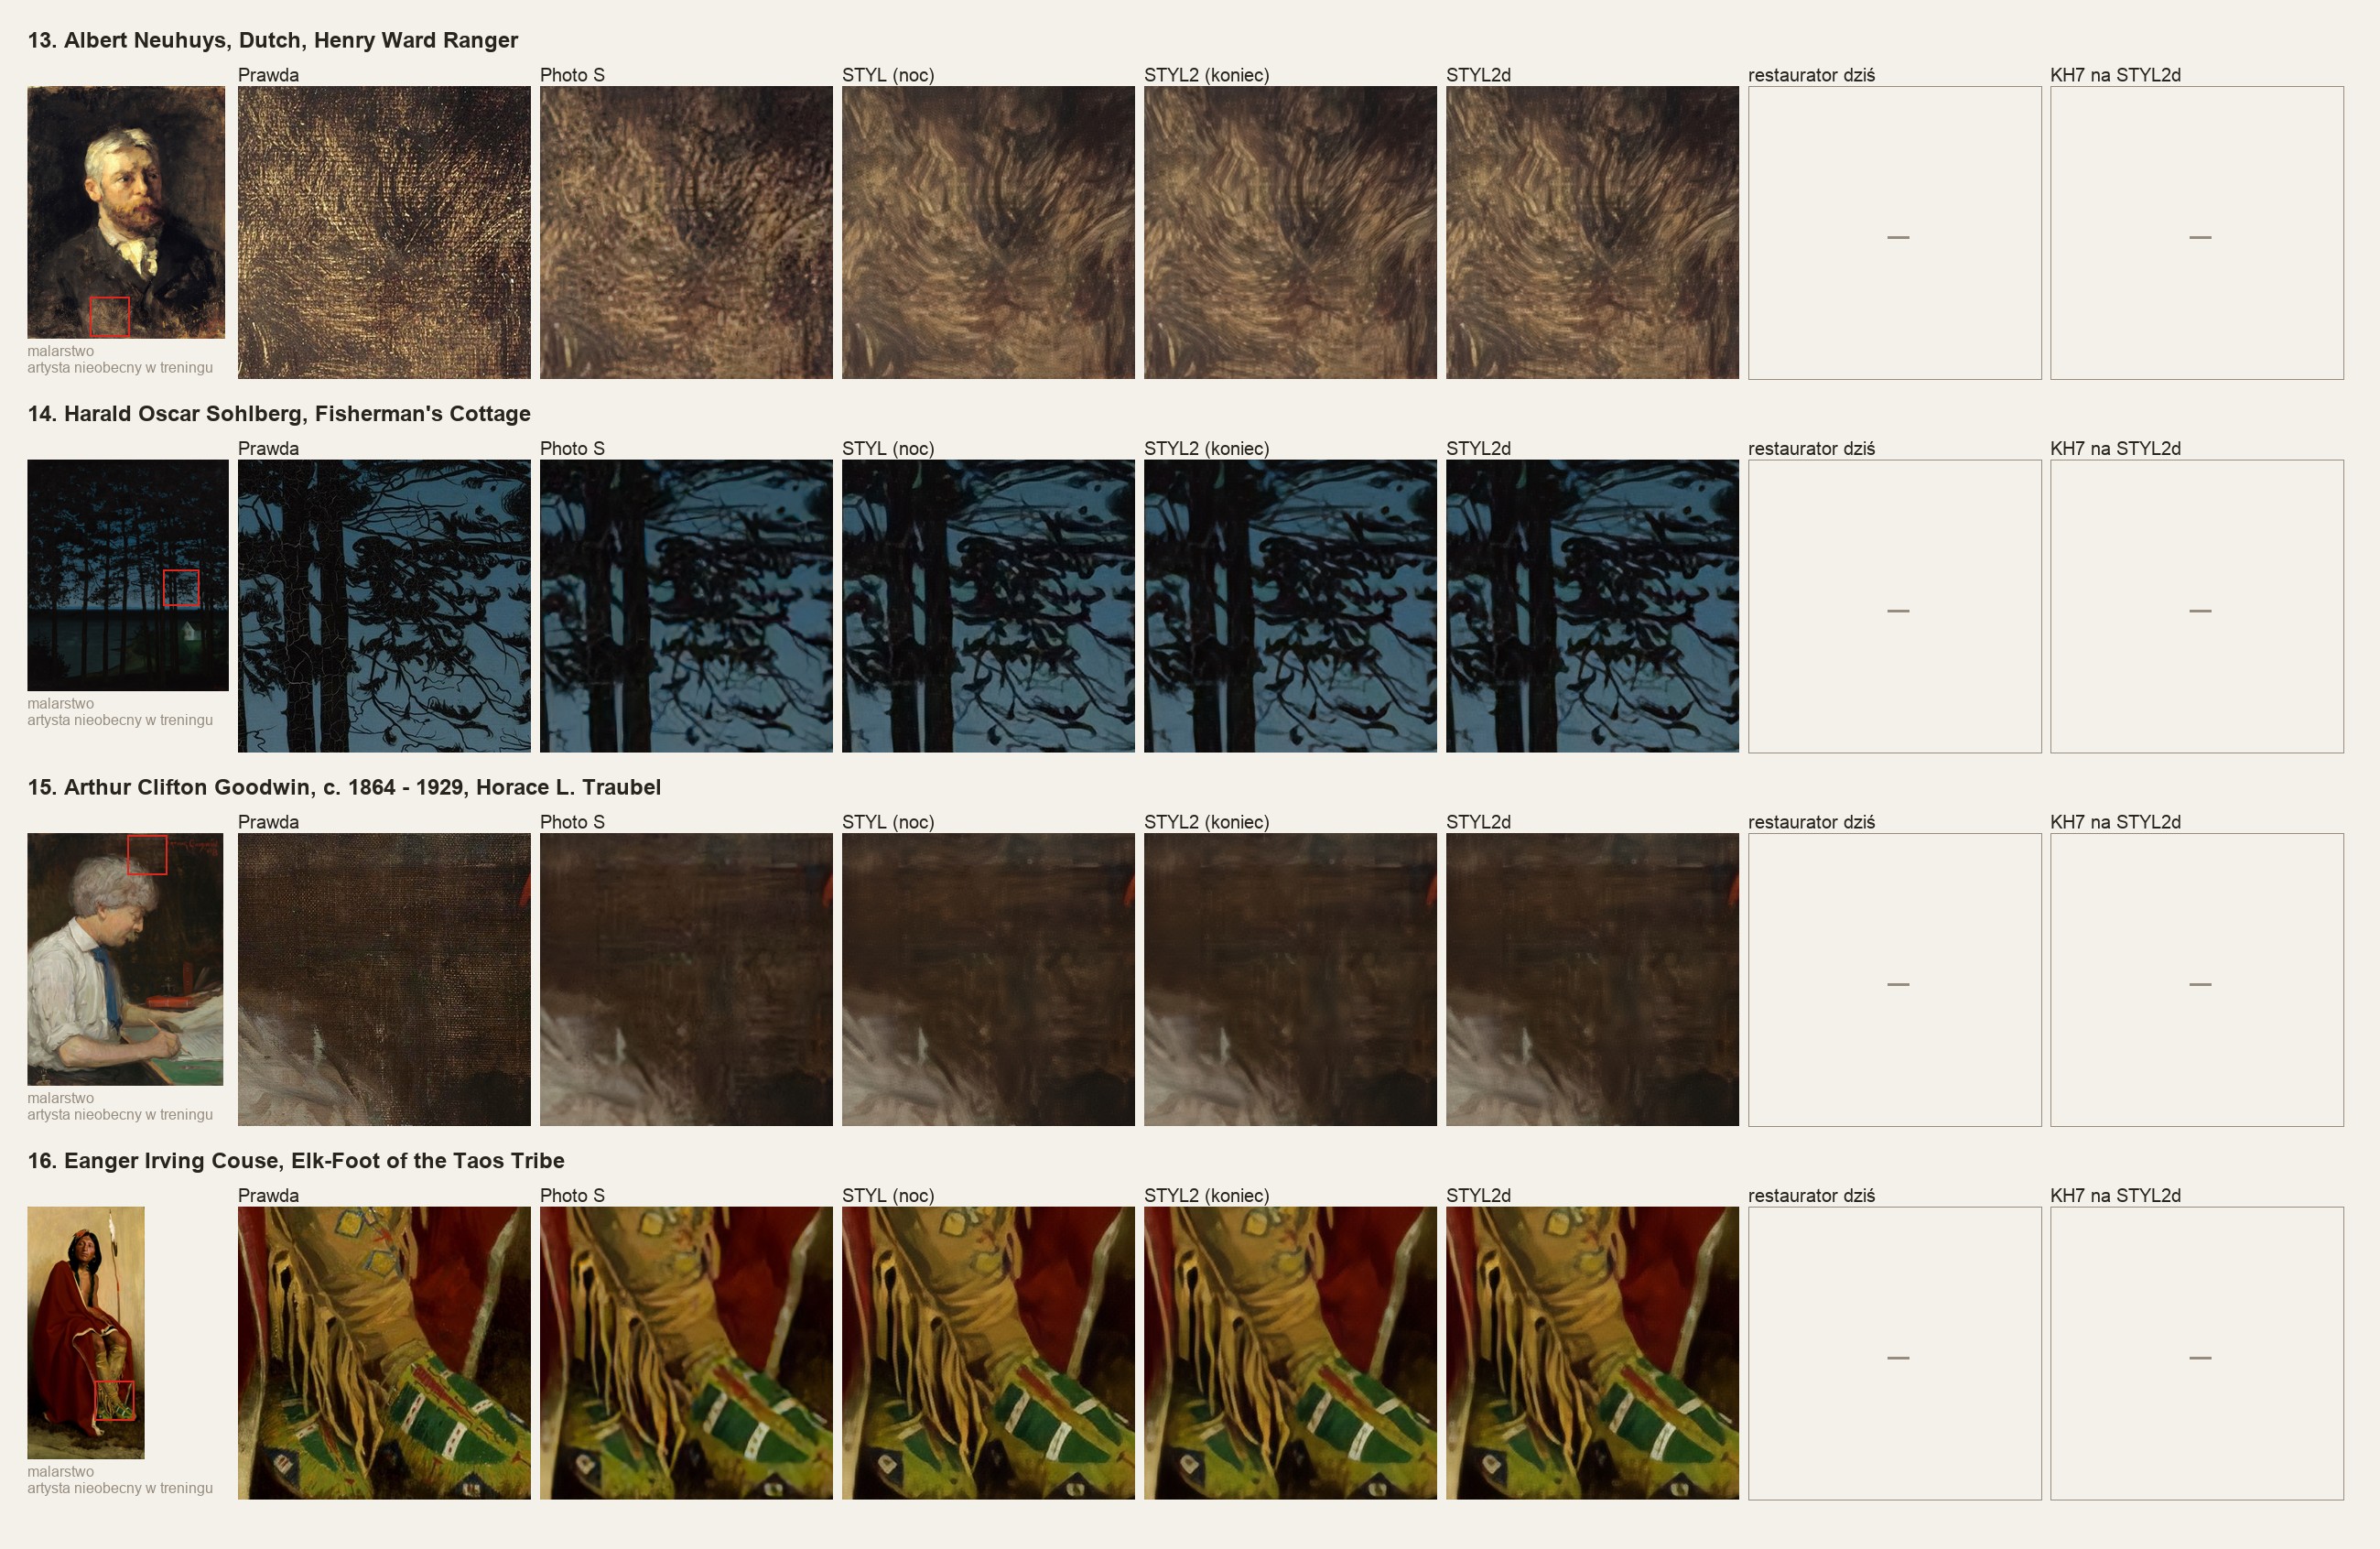 13. Albert Neuhuys, Dutch, Henry Ward Ranger
Prawda
Photo S
STYL (noc)
STYL2 (koniec)
STYL2d
restaurator dziś
KH7 na STYL2d
—
—
malarstwo
artysta nieobecny w treningu
14. Harald Oscar Sohlberg, Fisherman's Cottage
Prawda
Photo S
STYL (noc)
STYL2 (koniec)
STYL2d
restaurator dziś
KH7 na STYL2d
—
—
malarstwo
artysta nieobecny w treningu
15. Arthur Clifton Goodwin, c. 1864 - 1929, Horace L. Traubel
Prawda
Photo S
STYL (noc)
STYL2 (koniec)
STYL2d
restaurator dziś
KH7 na STYL2d
—
—
malarstwo
artysta nieobecny w treningu
16. Eanger Irving Couse, Elk-Foot of the Taos Tribe
Prawda
Photo S
STYL (noc)
STYL2 (koniec)
STYL2d
restaurator dziś
KH7 na STYL2d
—
—
malarstwo
artysta nieobecny w treningu